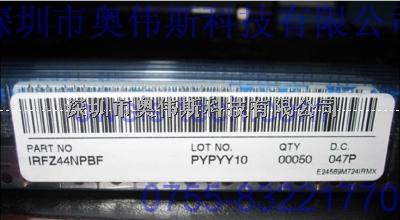 深圳市奥伟斯科技有限公司
深圳市奥伟斯科技有限公司
PART NO LOT NO. QTY D.C.
IRFZ44NPBF PYPYY10 00050 047P
E24569M724IRMX
0755-83221770